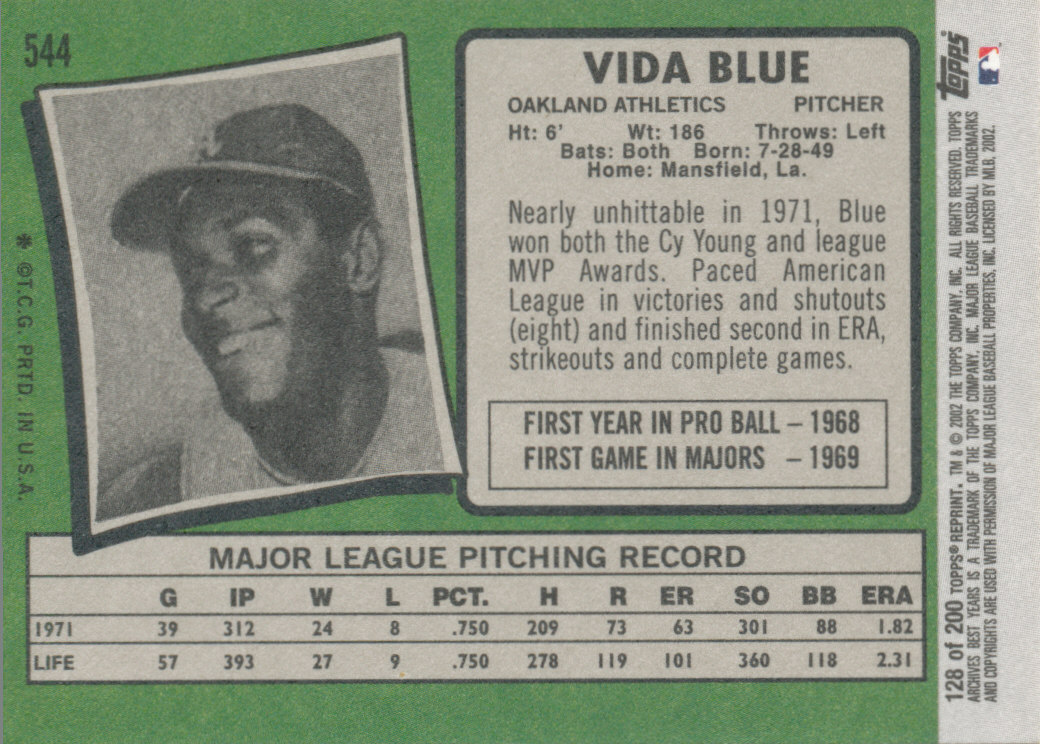 544
VIDA BLUE
OAKLAND ATHLETICS PITCHER
Ht: 6' Wt: 186 Throws: Left
Bats: Both Born: 7-28-49
Home: Mansfield, La.
Nearly unhittable in 1971, Blue
won both the Cy Young and league
MVP Awards. Paced American
League in victories and shutouts
(eight) and finished second in ERA,
strikeouts and complete games.
FIRST YEAR IN PRO BALL – 1968
FIRST GAME IN MAJORS – 1969
* ©T.C.G. PRTD. IN U.S.A.
MAJOR LEAGUE PITCHING RECORD
G IP W L PCT. H R ER SO BB ERA
1971 39 312 24 8 .750 209 73 63 301 88 1.82
LIFE 57 393 27 9 .750 278 119 101 360 118 2.31
Topps
128 of 200 TOPPS® REPRINT. TM & © 2002 THE TOPPS COMPANY, INC. ALL RIGHTS RESERVED. TOPPS
ARCHIVES BEST YEARS IS A TRADEMARK OF THE TOPPS COMPANY, INC. MAJOR LEAGUE BASEBALL TRADEMARKS
AND COPYRIGHTS ARE USED WITH PERMISSION OF MAJOR LEAGUE BASEBALL PROPERTIES, INC. LICENSED BY MLB, 2002.